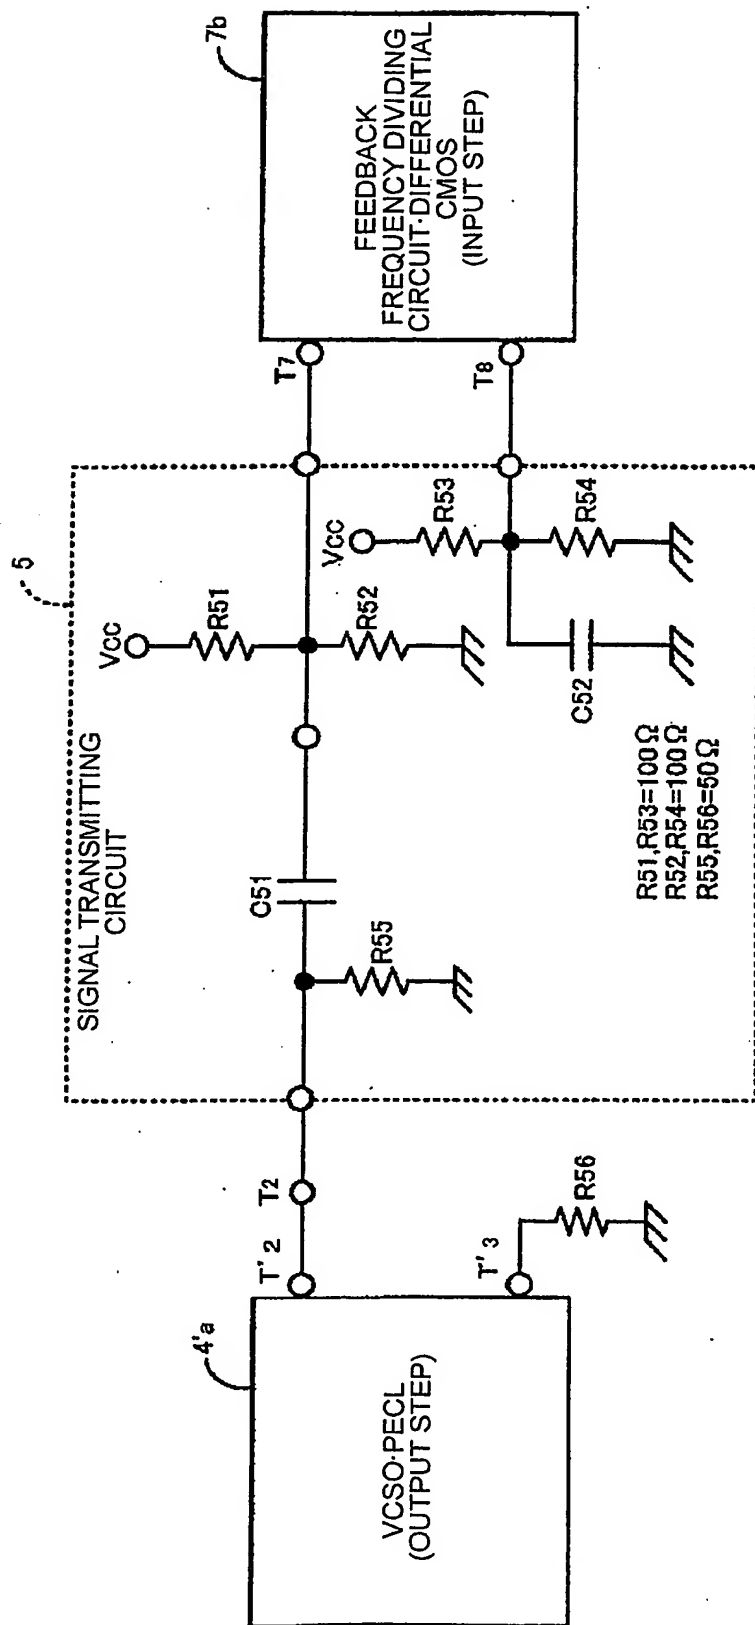 4'a
VCSO·PECL
(OUTPUT STEP)
T'2
T2
T'3
R56
5
SIGNAL TRANSMITTING
CIRCUIT
R55
C51
VCC
R51
R52
VCC
R53
R54
C52
R51,R53=100Ω
R52,R54=100Ω
R55,R56=50Ω
T7
T8
7b
FEEDBACK
FREQUENCY DIVIDING
CIRCUIT·DIFFERENTIAL
CMOS
(INPUT STEP)